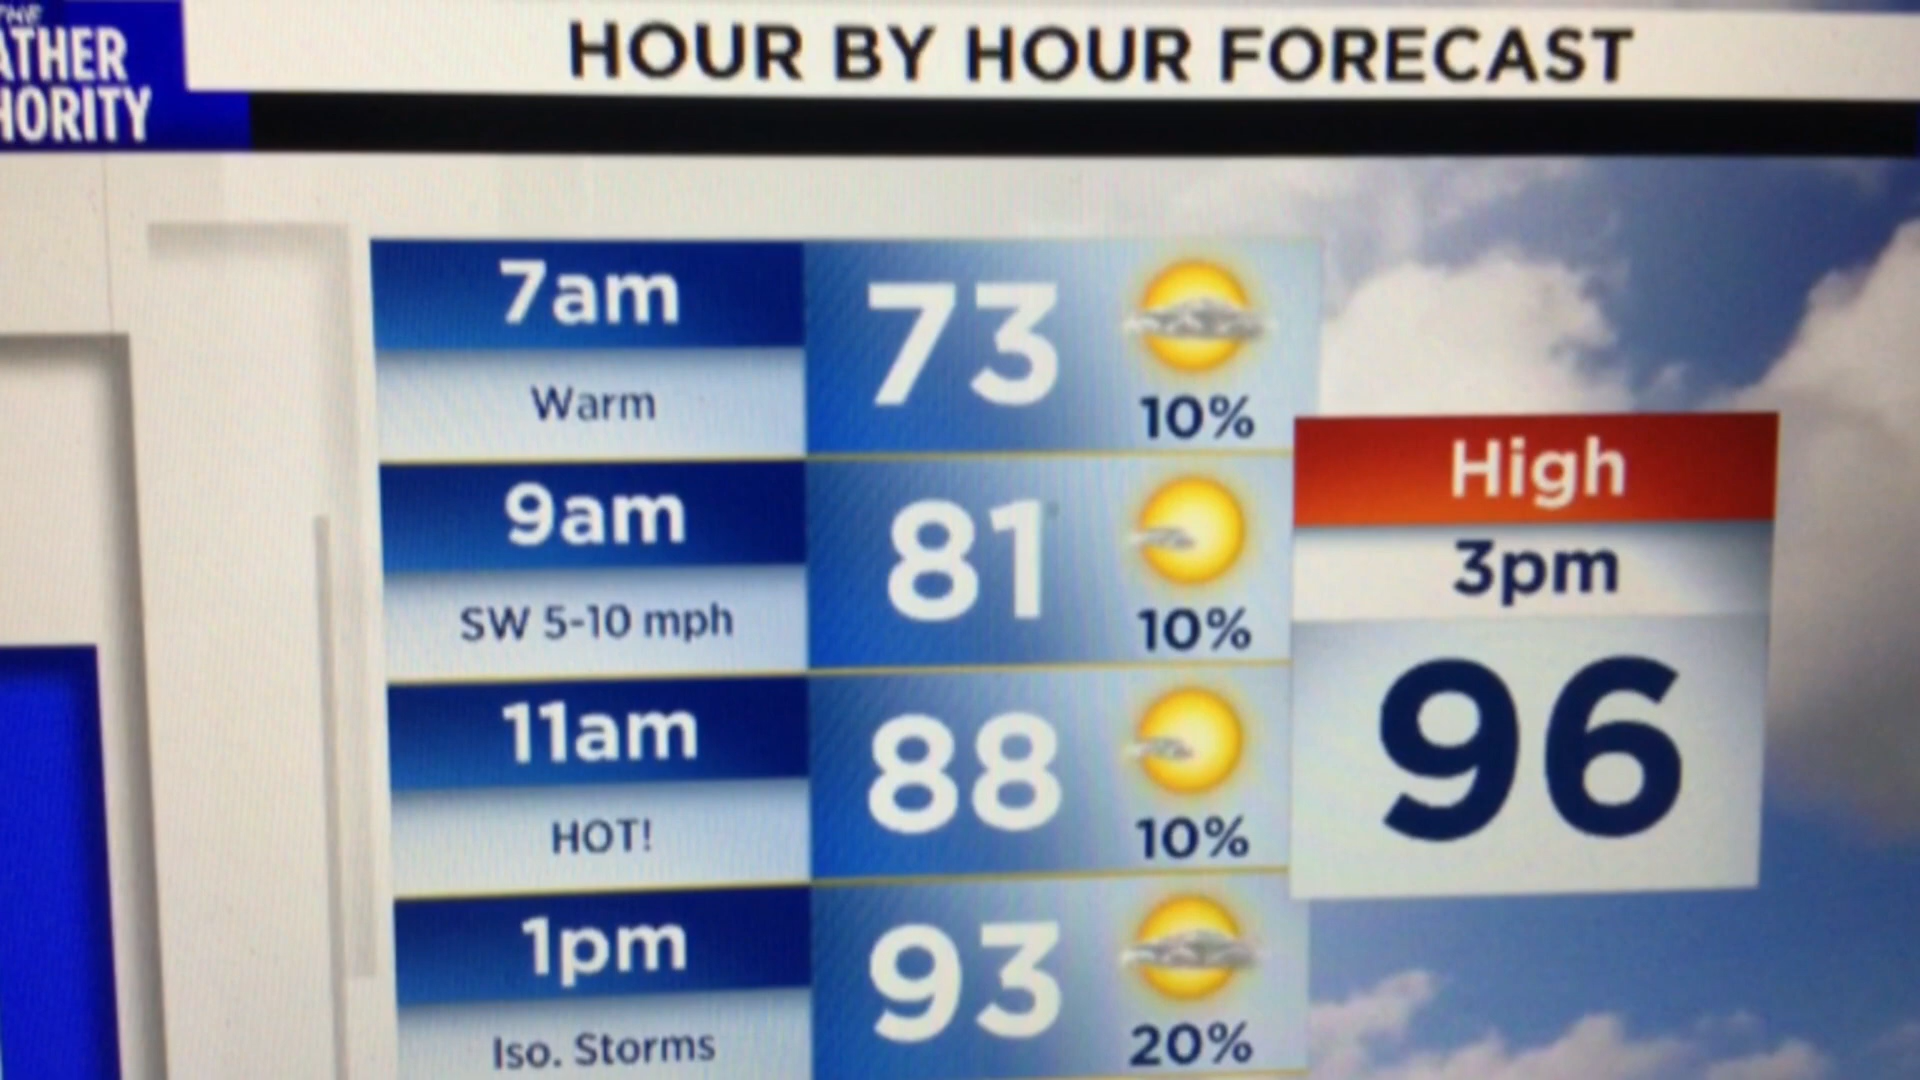 THE
ATHER
HORITY
HOUR BY HOUR FORECAST
7am
Warm
73
10%
9am
SW 5-10 mph
81
10%
11am
HOT!
88
10%
1pm
Iso. Storms
93
20%
High
3pm
96